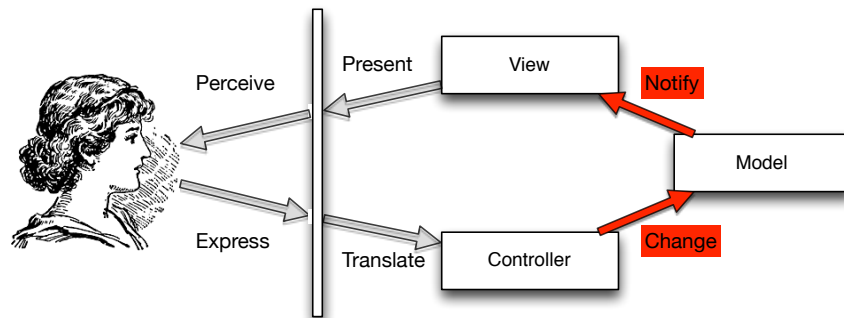 Perceive
Present
View
Notify
Model
Express
Translate
Controller
Change